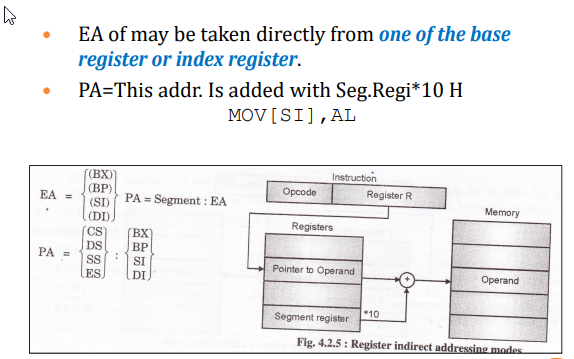 • EA of may be taken directly from one of the base
register or index register.
• PA=This addr. Is added with Seg.Regi*10 H
MOV[SI],AL
EA = {(BX) (BP) (SI) (DI)} PA = Segment : EA
PA = {CS DS SS ES} : {BX BP SI DI}
Instruction
Opcode Register R
Registers
Pointer to Operand
Segment register
+
*10
Memory
Operand
Fig. 4.2.5 : Register indirect addressing modes